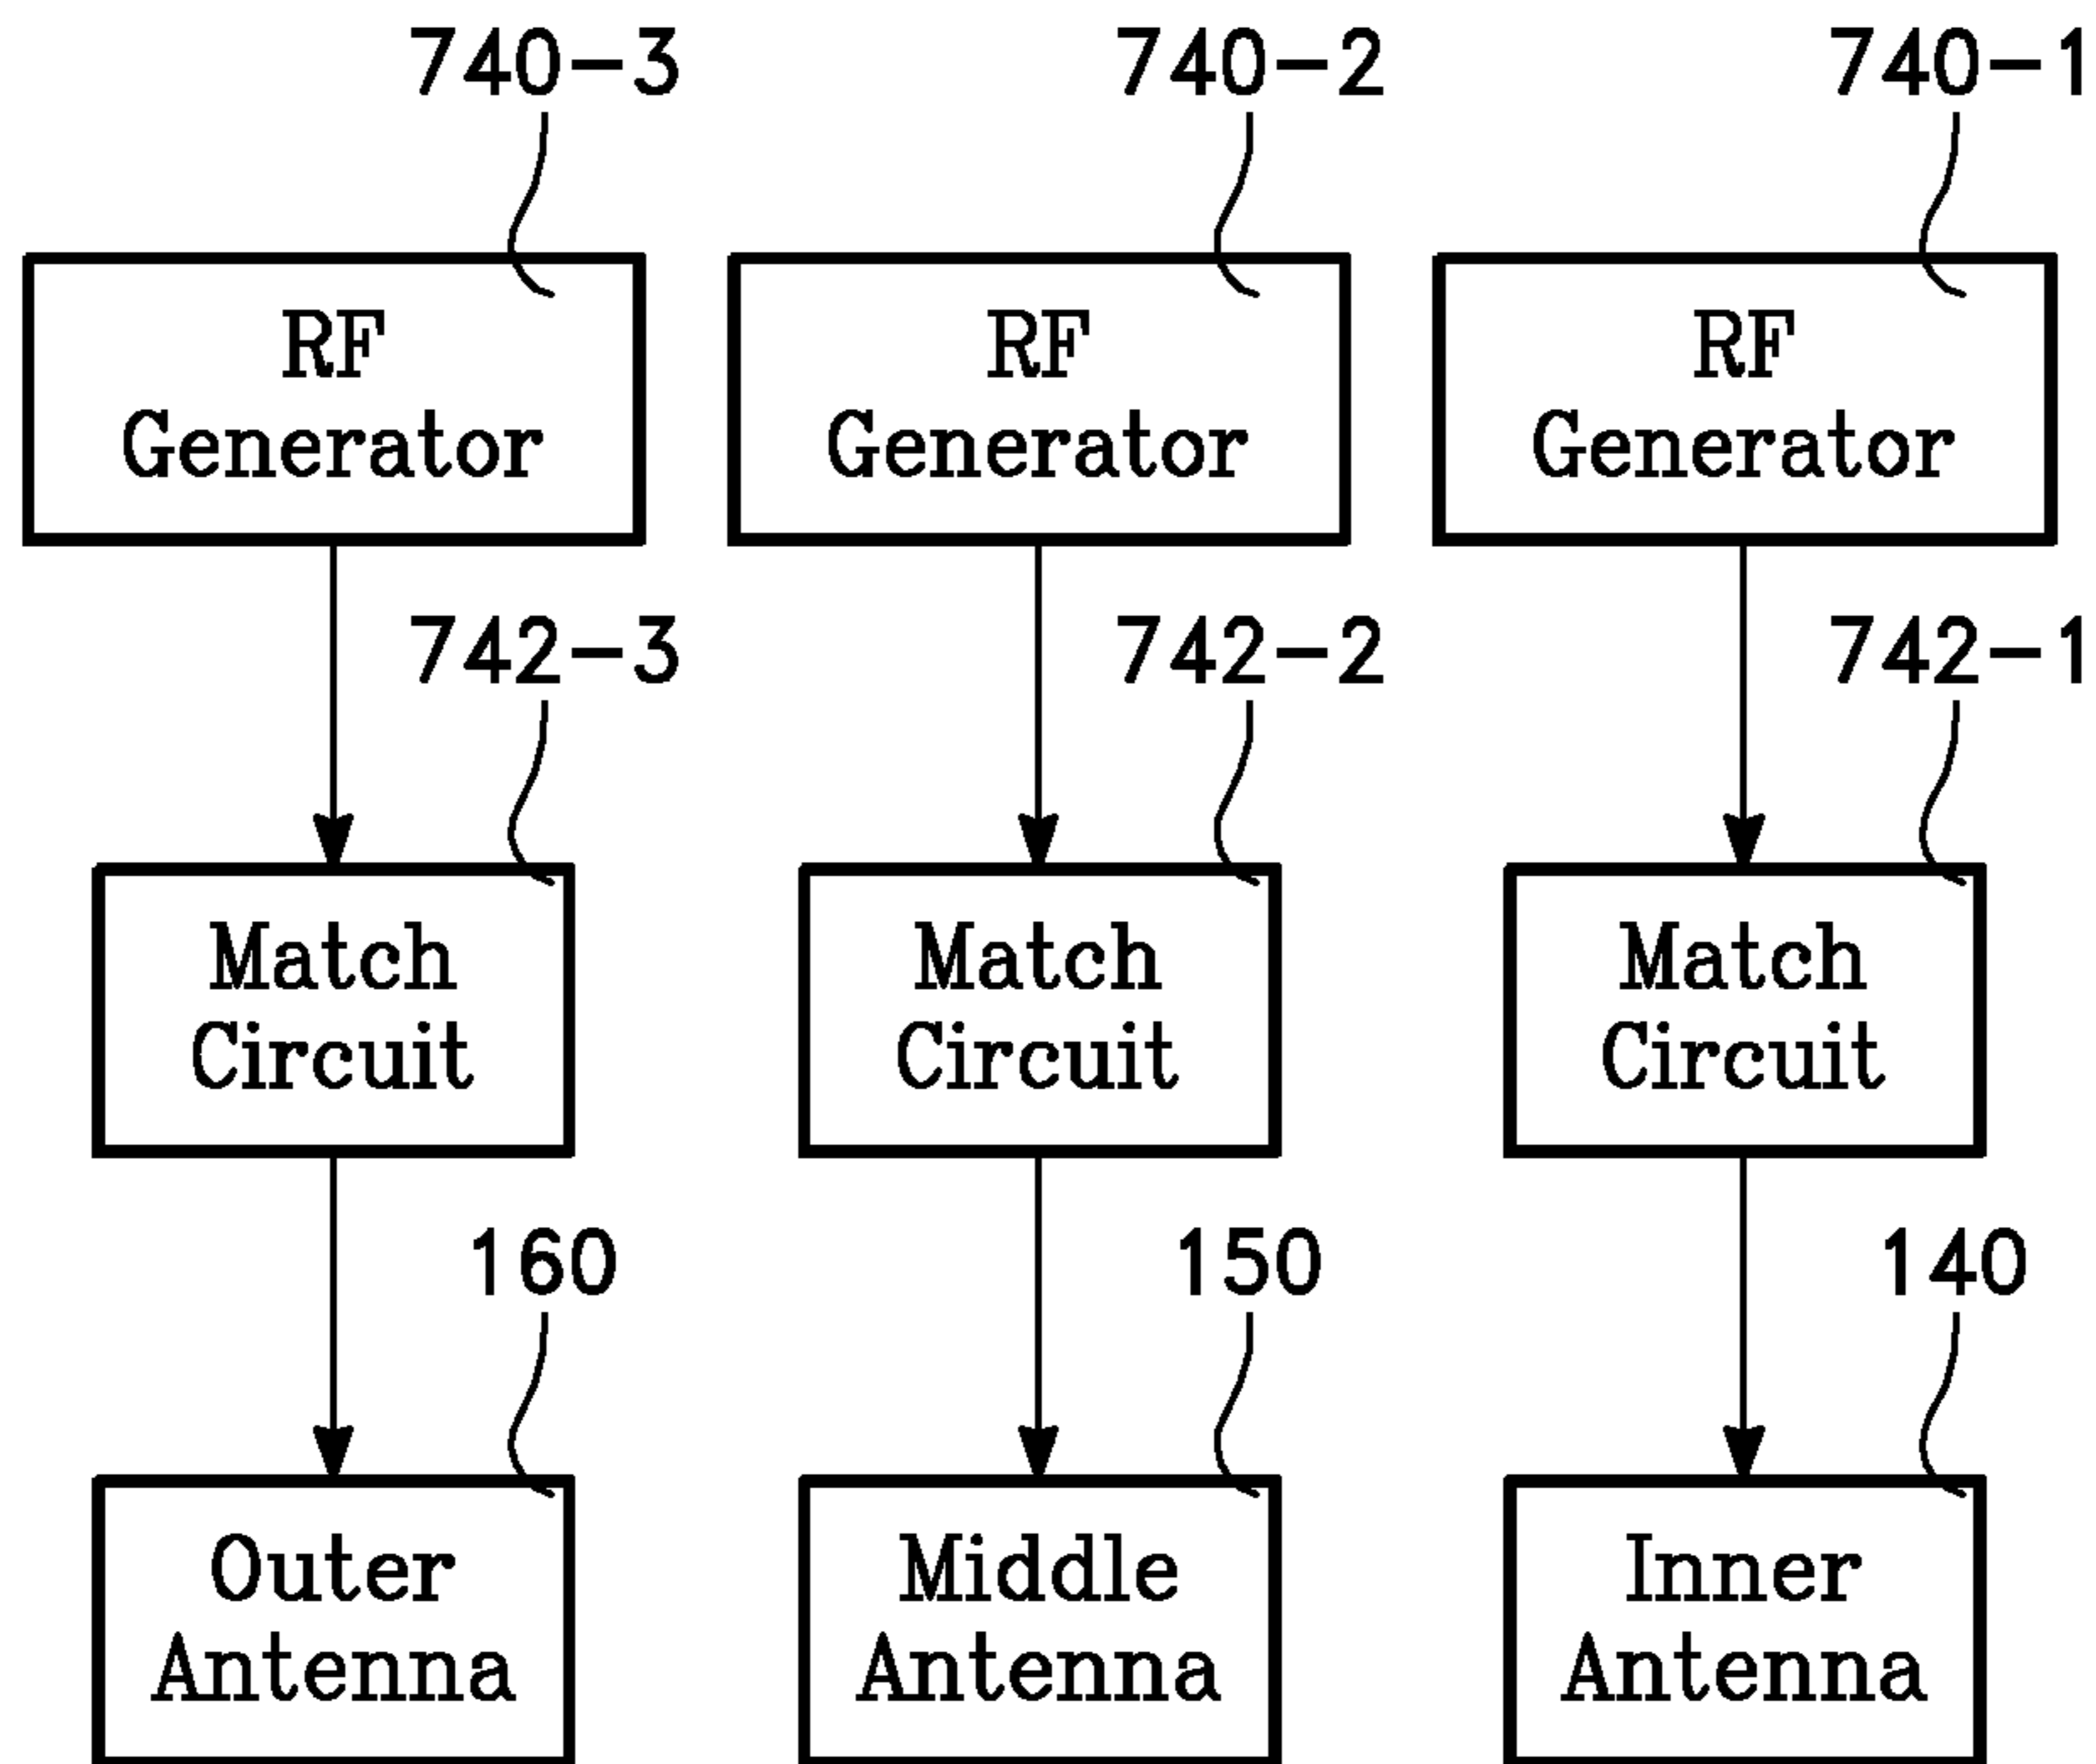 740-3 740-2 740-1
RF RF RF
Generator Generator Generator
742-3 742-2 742-1
Match Match Match
Circuit Circuit Circuit
160 150 140
Outer Middle Inner
Antenna Antenna Antenna